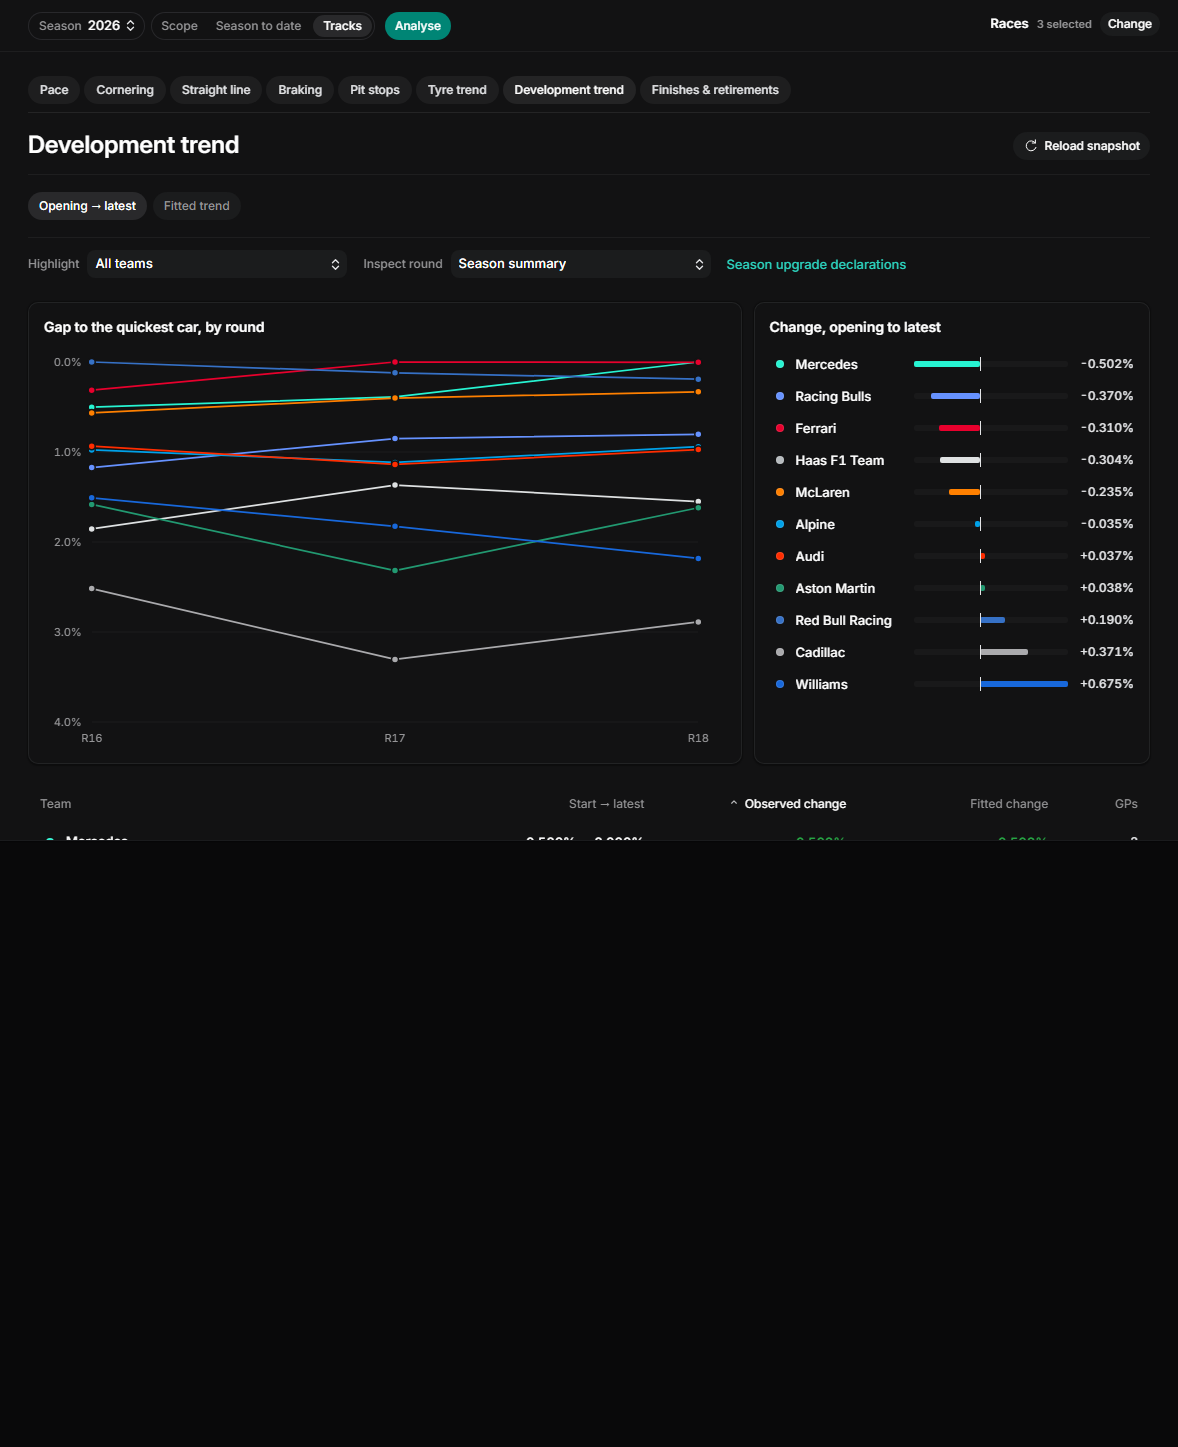 Season 2026
Scope Season to date Tracks
Analyse
Races 3 selected Change
Pace Cornering Straight line Braking Pit stops Tyre trend Development trend Finishes & retirements
Development trend
Reload snapshot
Opening → latest Fitted trend
Highlight All teams Inspect round Season summary Season upgrade declarations
Gap to the quickest car, by round
0.0%
1.0%
2.0%
3.0%
4.0%
R16 R17 R18
Change, opening to latest
Mercedes -0.502%
Racing Bulls -0.370%
Ferrari -0.310%
Haas F1 Team -0.304%
McLaren -0.235%
Alpine -0.035%
Audi +0.037%
Aston Martin +0.038%
Red Bull Racing +0.190%
Cadillac +0.371%
Williams +0.675%
Team Start → latest Observed change Fitted change GPs
Mercedes